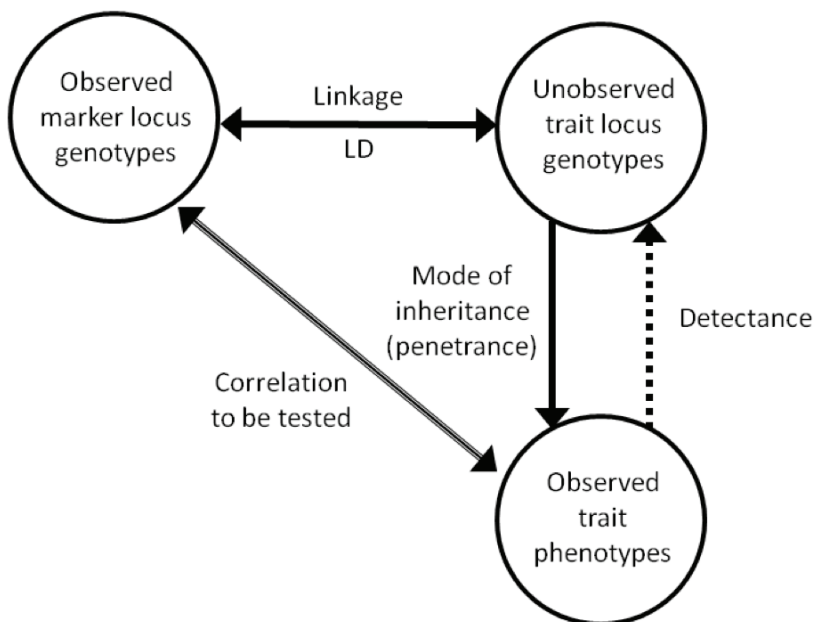 Observed
marker locus
genotypes
Linkage
LD
Unobserved
trait locus
genotypes
Mode of
inheritance
(penetrance)
Detectance
Correlation
to be tested
Observed
trait
phenotypes